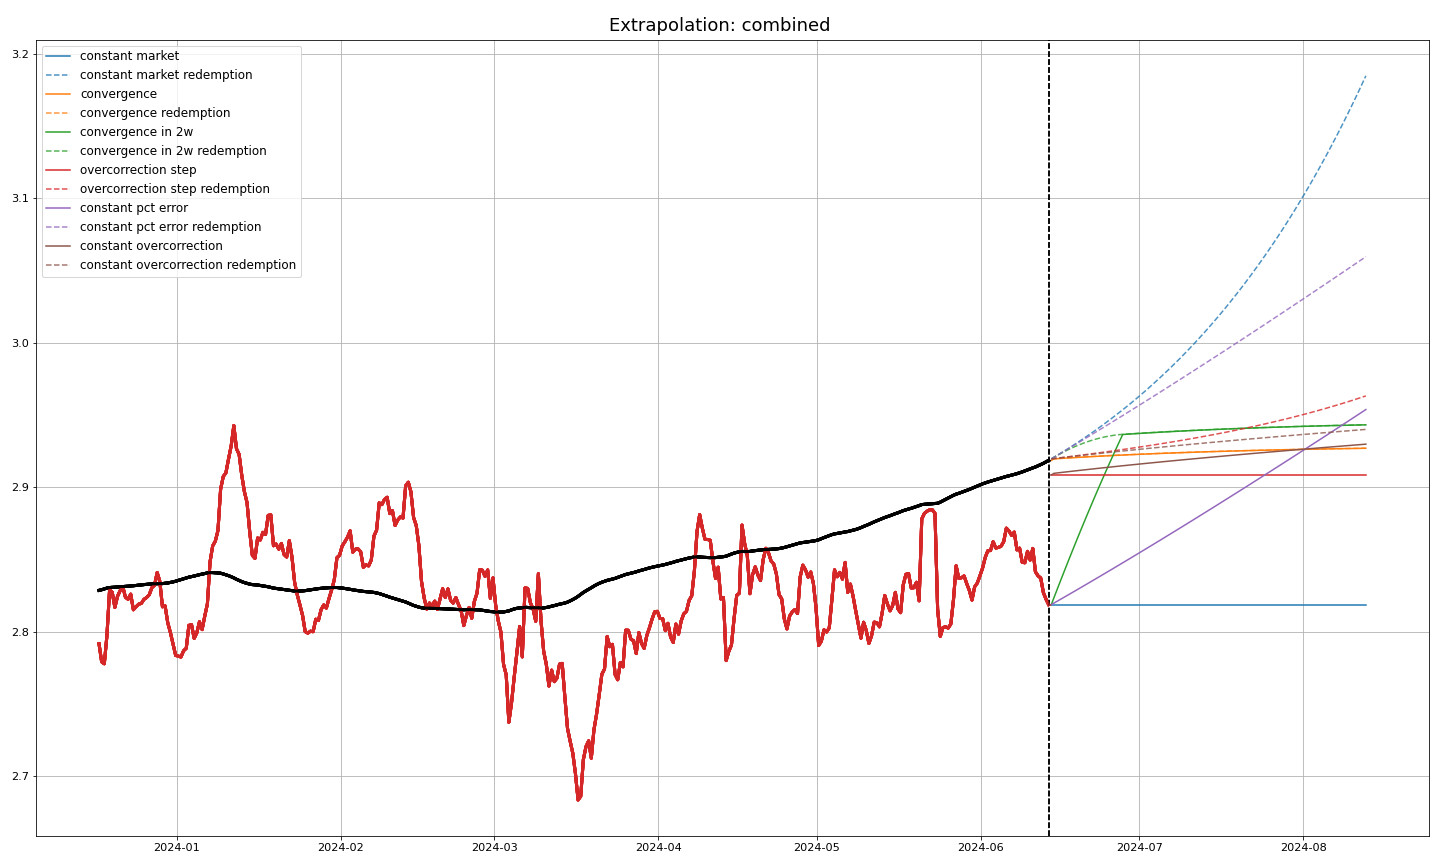 Extrapolation: combined
3.2
3.1
3.0
2.9
2.8
2.7
constant market
constant market redemption
convergence
convergence redemption
convergence in 2w
convergence in 2w redemption
overcorrection step
overcorrection step redemption
constant pct error
constant pct error redemption
constant overcorrection
constant overcorrection redemption
2024-01
2024-02
2024-03
2024-04
2024-05
2024-06
2024-07
2024-08